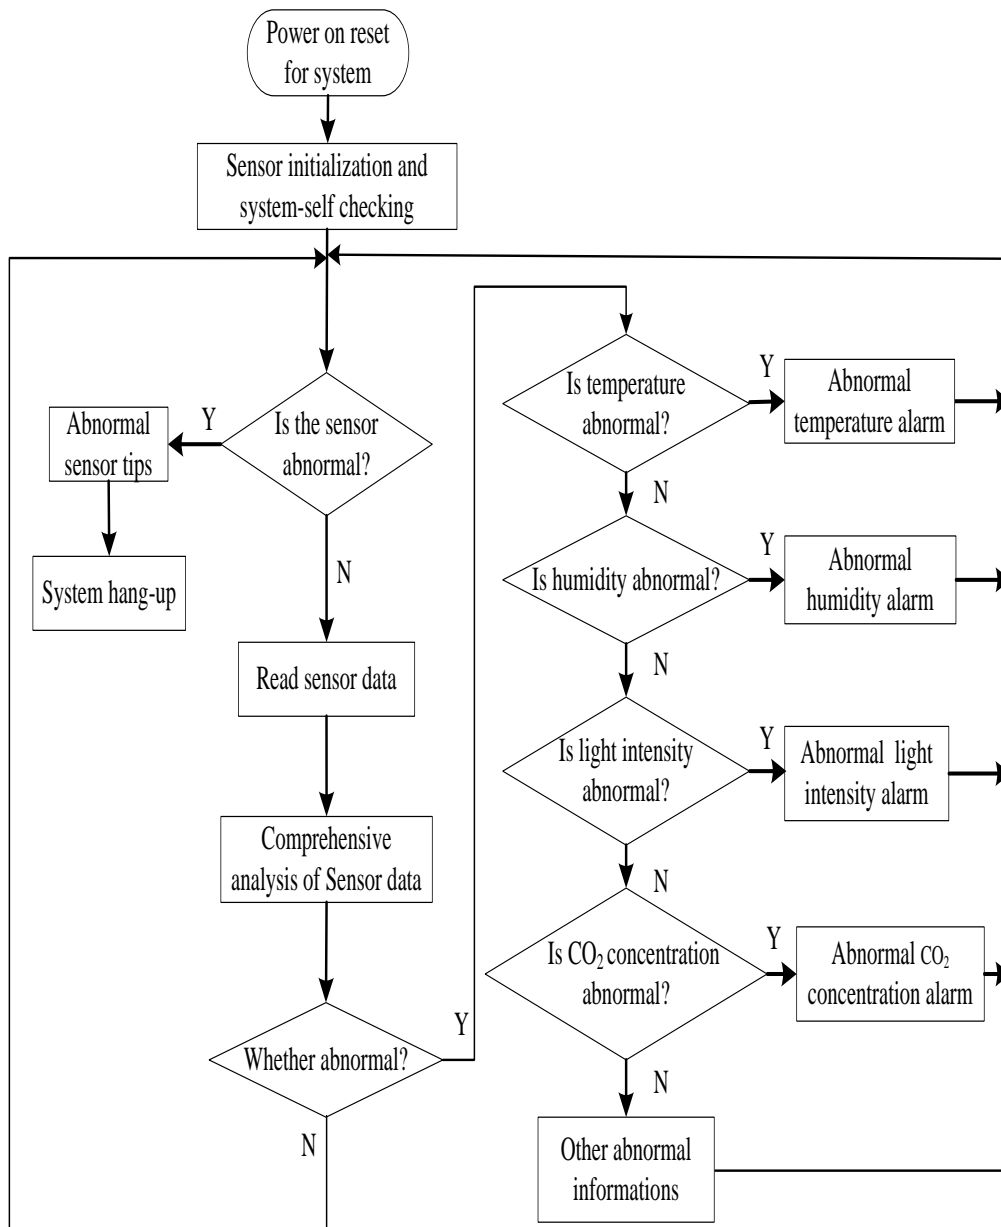 Power on reset
for system
Sensor initialization and
system-self checking
Is the sensor
abnormal?
Y
Abnormal
sensor tips
System hang-up
N
Read sensor data
Comprehensive
analysis of Sensor data
Whether abnormal?
Y
N
Is temperature
abnormal?
Y
Abnormal
temperature alarm
N
Is humidity abnormal?
Y
Abnormal
humidity alarm
N
Is light intensity
abnormal?
Y
Abnormal light
intensity alarm
N
Is CO₂ concentration
abnormal?
Y
Abnormal CO₂
concentration alarm
N
Other abnormal
informations